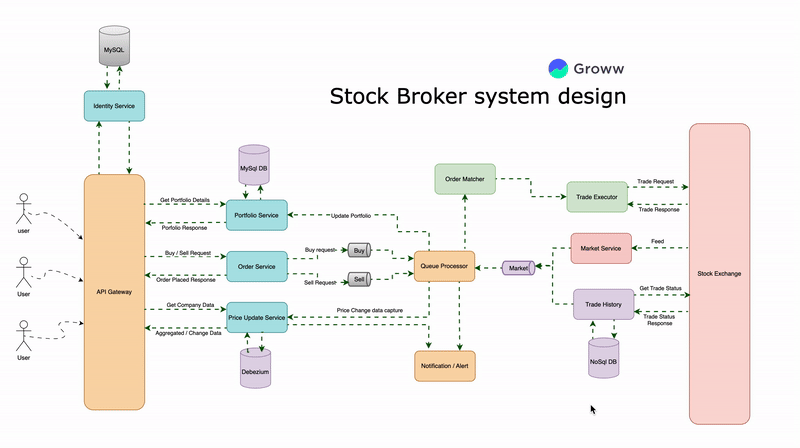 MySQL
Groww
Stock Broker system design
Identity Service
MySql DB
Order Matcher
Trade Request
Trade Executor
Trade Response
user
Get Portfolio Details
Portfolio Service
Porfolio Response
Update Portfolio
Buy / Sell Request
Order Service
Order Placed Response
Buy request
Buy
Sell Request
Sell
Queue Processor
Market
Market Service
Feed
Stock Exchange
User
API Gateway
Get Company Data
Price Update Service
Aggregated / Change Data
Price Change data capture
Get Trade Status
Trade History
Trade Status
Response
User
Debezium
Notification / Alert
NoSql DB